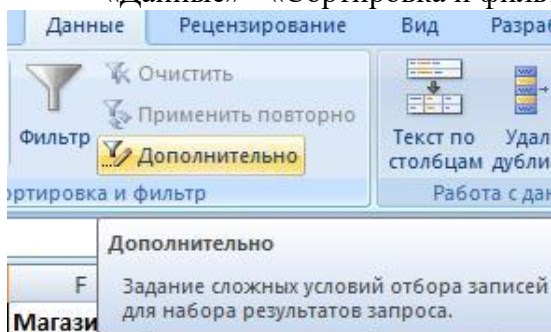 «Данные» – «Сортировка и филь
Данные Рецензирование Вид Разраб
Очистить
Применить повторно
Фильтр
Дополнительно
Текст по столбцам
Удал дубли
ортировка и фильтр Работа с дан
Дополнительно
F
Задание сложных условий отбора записей
для набора результатов запроса.
Магази